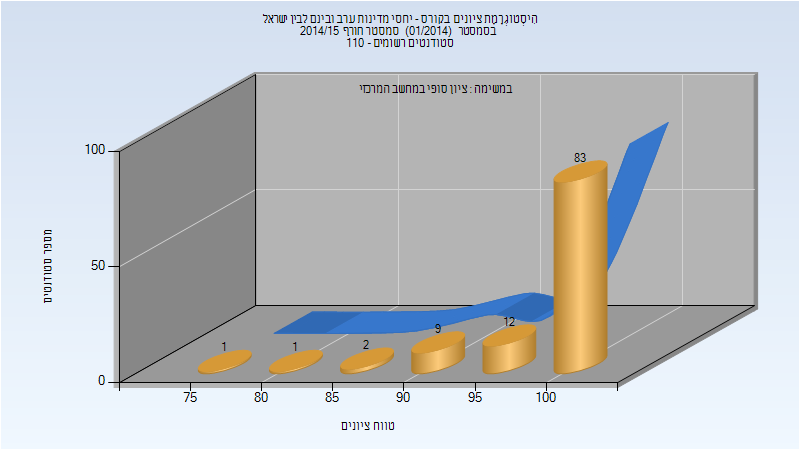 הִיסְטוֹגְרָמַת ציונים בקורס - יחסי מדינות ערב ובינם לבין ישראל
בסמסטר (01/2014) סמסטר חורף 2014/15
סטודנטים רשומים - 110
במשימה : ציון סופי במחשב המרכזי
100
50
0
מספר סטודנטים
1
1
2
9
12
83
75
80
85
90
95
100
טווח ציונים